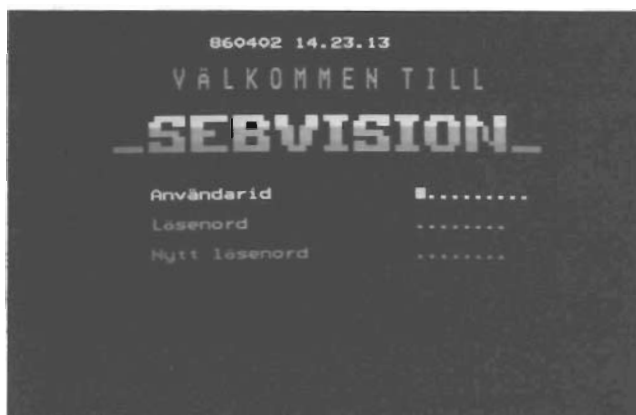 860402 14.23.13
VÄLKOMMEN TILL
_SEBVISION_
Användarid ■.........
Lösenord ........
Nytt lösenord ........